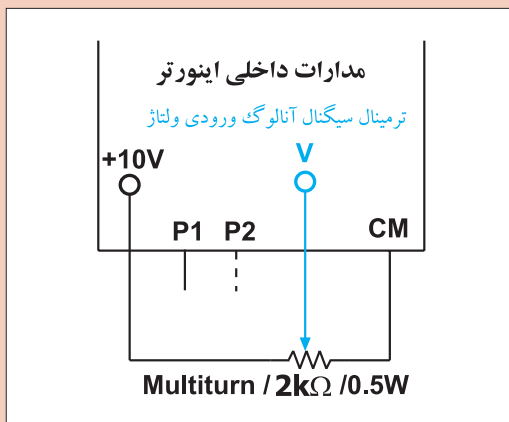 مدارات داخلی اینورتر
ترمینال سیگنال آنالوگ ورودی ولتاژ
+10V
V
P1
P2
CM
Multiturn / 2kΩ /0.5W